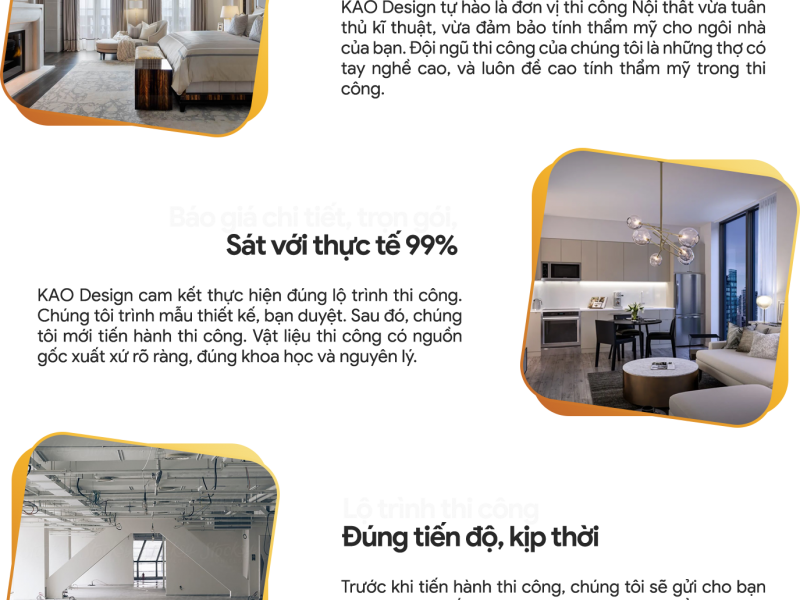 KAO Design tự hào là đơn vị thi công Nội thất vừa tuân
thủ kĩ thuật, vừa đảm bảo tính thẩm mỹ cho ngôi nhà
của bạn. Đội ngũ thi công của chúng tôi là những thợ có
tay nghề cao, và luôn đề cao tính thẩm mỹ trong thi
công.
Báo giá chi tiết, trọn gói,
Sát với thực tế 99%
KAO Design cam kết thực hiện đúng lộ trình thi công.
Chúng tôi trình mẫu thiết kế, bạn duyệt. Sau đó, chúng
tôi mới tiến hành thi công. Vật liệu thi công có nguồn
gốc xuất xứ rõ ràng, đúng khoa học và nguyên lý.
Lộ trình thi công
Đúng tiến độ, kịp thời
Trước khi tiến hành thi công, chúng tôi sẽ gửi cho bạn